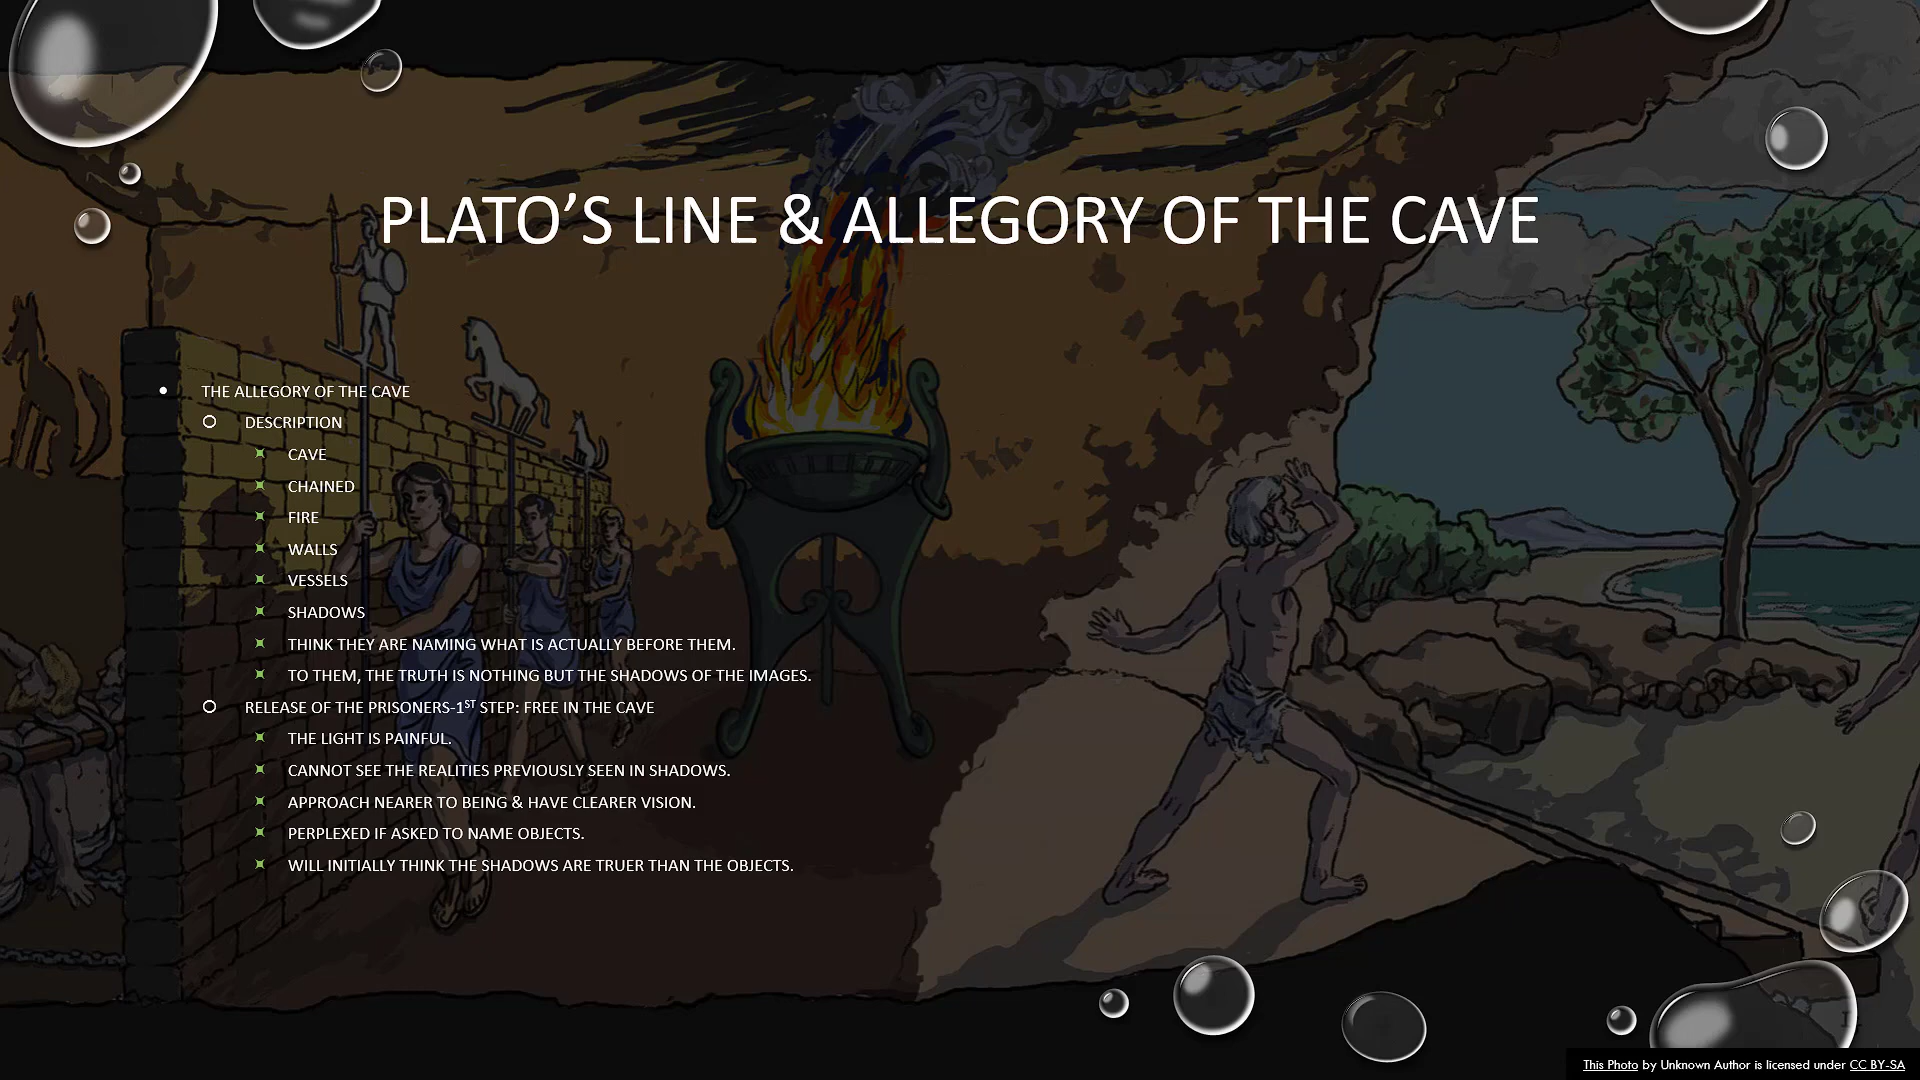 PLATO’S LINE & ALLEGORY OF THE CAVE
• THE ALLEGORY OF THE CAVE
DESCRIPTION
CAVE
CHAINED
FIRE
WALLS
VESSELS
SHADOWS
THINK THEY ARE NAMING WHAT IS ACTUALLY BEFORE THEM.
TO THEM, THE TRUTH IS NOTHING BUT THE SHADOWS OF THE IMAGES.
RELEASE OF THE PRISONERS-1ST STEP: FREE IN THE CAVE
THE LIGHT IS PAINFUL.
CANNOT SEE THE REALITIES PREVIOUSLY SEEN IN SHADOWS.
APPROACH NEARER TO BEING & HAVE CLEARER VISION.
PERPLEXED IF ASKED TO NAME OBJECTS.
WILL INITIALLY THINK THE SHADOWS ARE TRUER THAN THE OBJECTS.
This Photo by Unknown Author is licensed under CC BY-SA